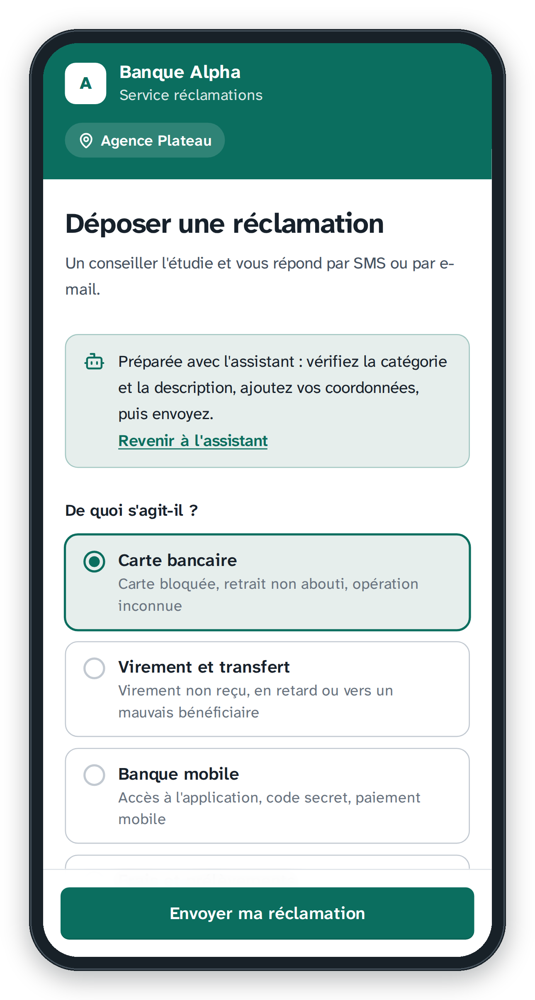 A
Banque Alpha
Service réclamations
Agence Plateau
Déposer une réclamation
Un conseiller l'étudie et vous répond par SMS ou par e-
mail.
Préparée avec l'assistant : vérifiez la catégorie
et la description, ajoutez vos coordonnées,
puis envoyez.
Revenir à l'assistant
De quoi s'agit-il ?
Carte bancaire
Carte bloquée, retrait non abouti, opération
inconnue
Virement et transfert
Virement non reçu, en retard ou vers un
mauvais bénéficiaire
Banque mobile
Accès à l'application, code secret, paiement
mobile
Envoyer ma réclamation